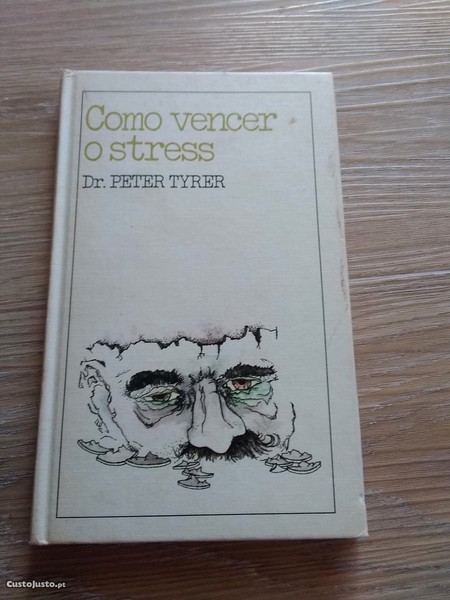 Como vencer
o stress
Dr. PETER TYRER
CustoJusto.pt